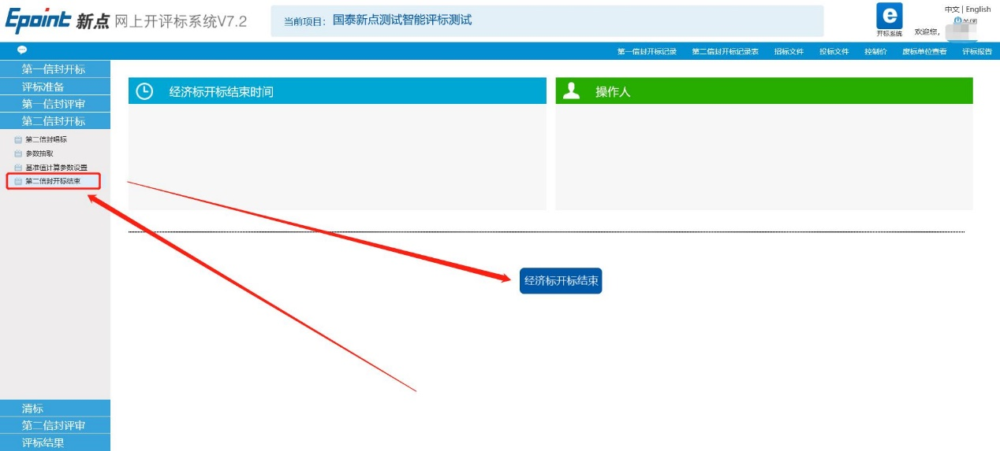 Epoint 新点 网上开评标系统V7.2
当前项目: 国泰新点测试智能评标测试
中文 | English
关闭
开标系统
欢迎您,
第一信封开标记录 第二信封开标记录表 招标文件 投标文件 控制价 废标单位查看 评标报告
第一信封开标
评标准备
第一信封评审
第二信封开标
第二信封唱标
参数抽取
基准值计算参数设置
第二信封开标结束
清标
第二信封评审
评标结果
经济标开标结束时间
操作人
经济标开标结束